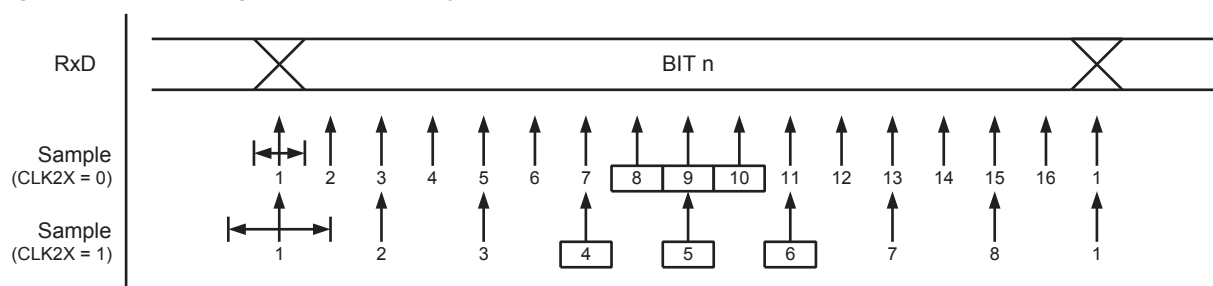 RxD BIT n
Sample
(CLK2X = 0) 1 2 3 4 5 6 7 8 9 10 11 12 13 14 15 16 1
Sample
(CLK2X = 1) 1 2 3 4 5 6 7 8 1